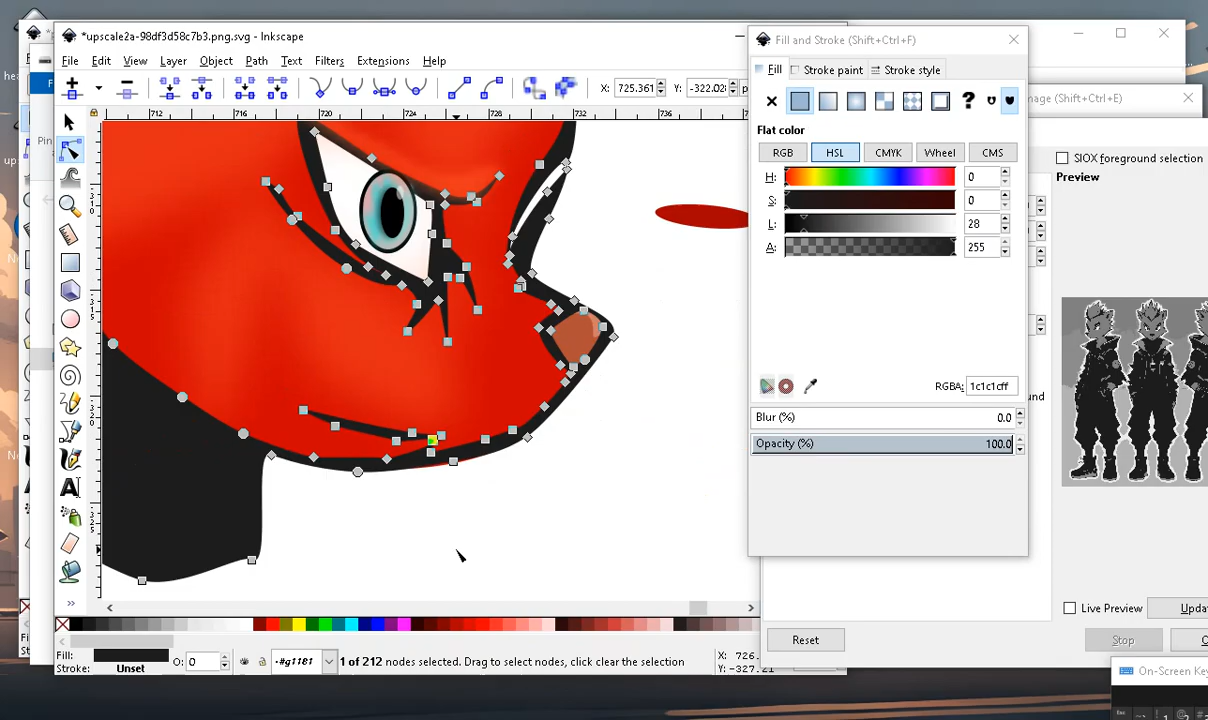 *upscale2a-98df3d58c7b3.png.svg - Inkscape
File Edit View Layer Object Path Text Filters Extensions Help
X: 725.361 Y: -322.028
712 720 724 728 732 736
Fill and Stroke (Shift+Ctrl+F)
Fill Stroke paint Stroke style
Flat color
RGB HSL CMYK Wheel CMS
H: 0
S: 0
L: 28
A: 255
RGBA: 1c1c1cff
Blur (%) 0.0
Opacity (%) 100.0
mage (Shift+Ctrl+E)
SIOX foreground selection
Preview
ound
Live Preview Upda
Reset Stop
On-Screen Key
Fill:
Stroke: Unset
O: 0
#g1181
1 of 212 nodes selected. Drag to select nodes, click clear the selection
X: 726.
Y: -327.21